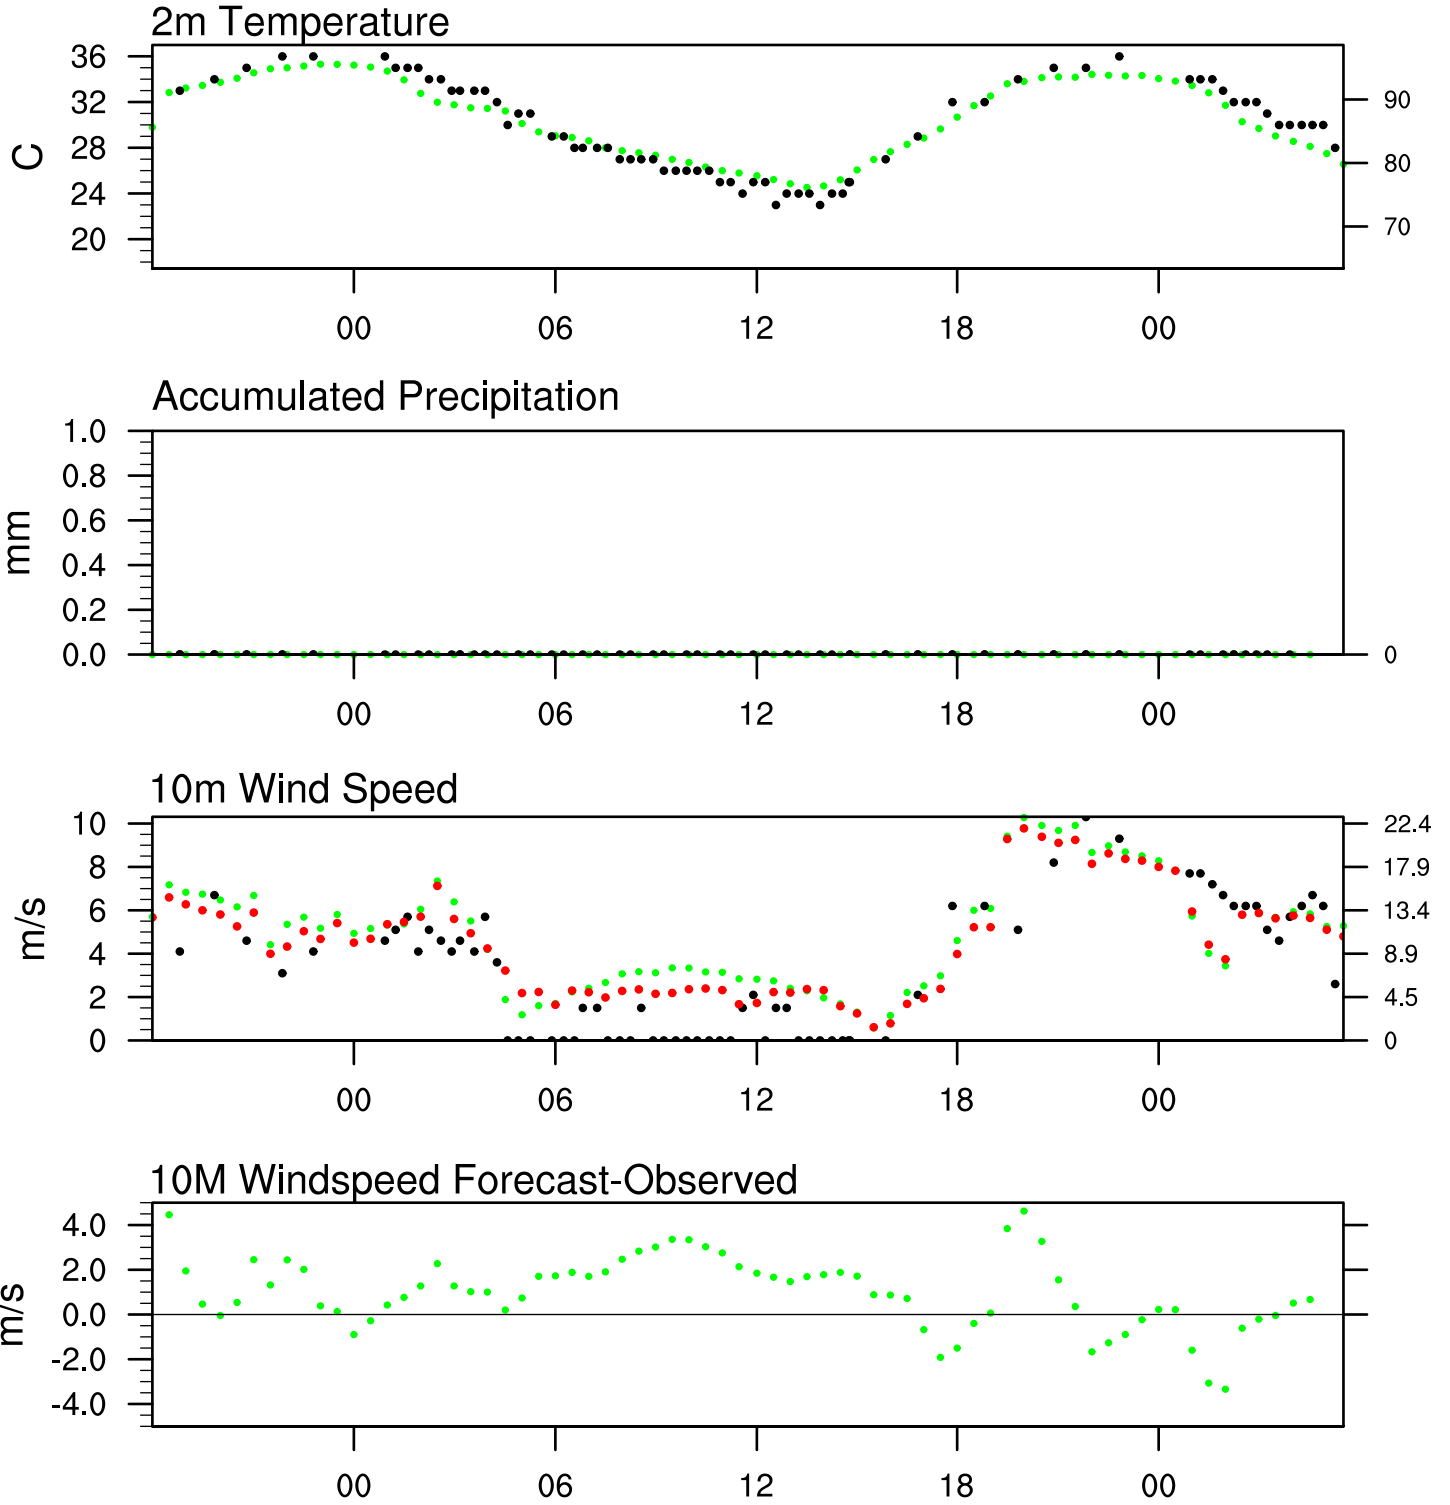 2m Temperature
36
32
28
24
20
C
90
80
70
00 06 12 18 00
Accumulated Precipitation
1.0
0.8
0.6
0.4
0.2
0.0
mm
0
00 06 12 18 00
10m Wind Speed
10
8
6
4
2
0
m/s
22.4
17.9
13.4
8.9
4.5
0
00 06 12 18 00
10M Windspeed Forecast-Observed
4.0
2.0
0.0
-2.0
-4.0
m/s
00 06 12 18 00